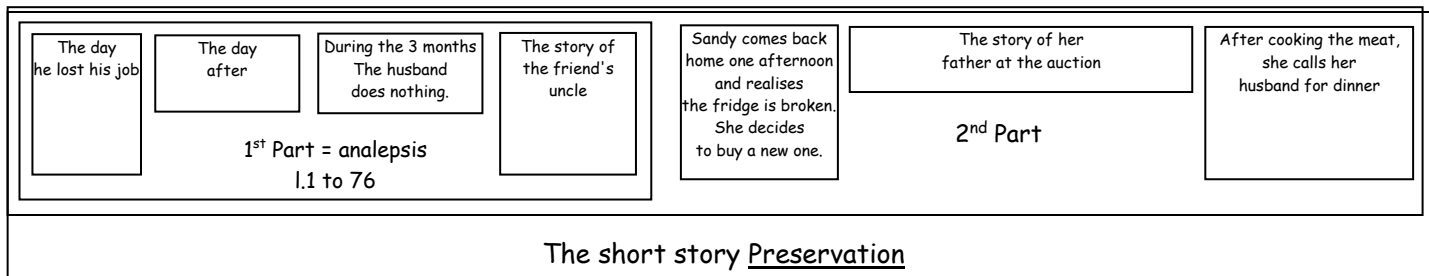 The day
he lost his job
The day
after
During the 3 months
The husband
does nothing.
The story of
the friend's
uncle
1st Part = analepsis
l.1 to 76
Sandy comes back
home one afternoon
and realises
the fridge is broken.
She decides
to buy a new one.
The story of her
father at the auction
2nd Part
After cooking the meat,
she calls her
husband for dinner
The short story Preservation